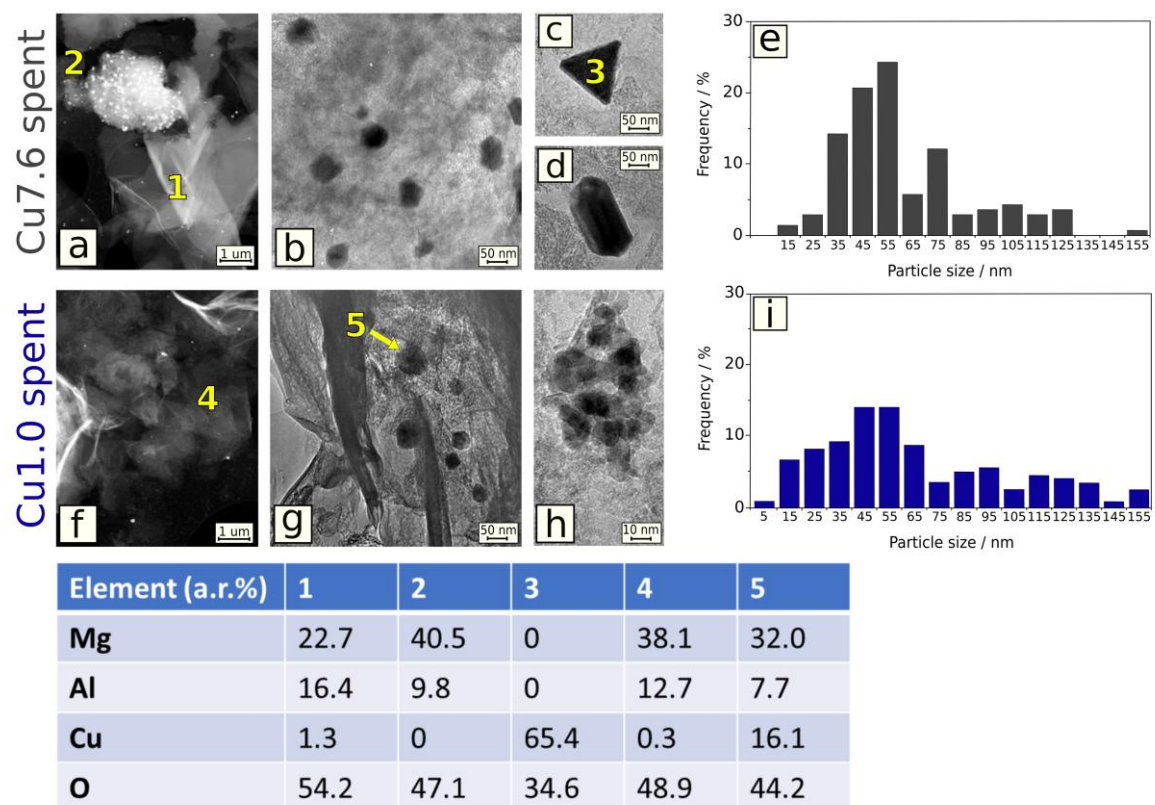 Cu7.6 spent
2
1
a
1 um
b
50 nm
c
3
50 nm
d
50 nm
e
Frequency / %
30
20
10
0
15 25 35 45 55 65 75 85 95 105 115 125 135 145 155
Particle size / nm
Cu1.0 spent
4
f
1 um
5
g
50 nm
h
10 nm
i
Frequency / %
30
20
10
0
5 15 25 35 45 55 65 75 85 95 105 115 125 135 145 155
Particle size / nm
Element (a.r.%) 1 2 3 4 5
Mg 22.7 40.5 0 38.1 32.0
Al 16.4 9.8 0 12.7 7.7
Cu 1.3 0 65.4 0.3 16.1
O 54.2 47.1 34.6 48.9 44.2